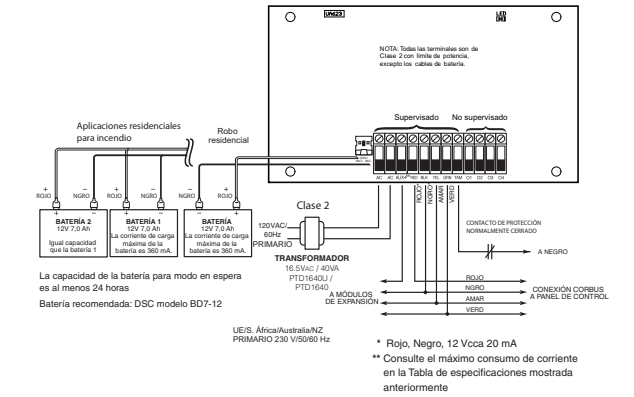 UA623
LED
NOTA: Todas las terminales son de
Clase 2 con límite de potencia,
excepto los cables de batería.
Supervisado No supervisado
AC AC AUX+ RED BLK YEL GRN TAM O1 O2 O3 O4
ROJO NGRO AMAR VERD
Aplicaciones residenciales
para incendio
Robo
residencial
+ − + − − +
ROJO NGRO ROJO NGRO NGRO ROJO
BATERÍA 2
12V 7,0 Ah
Igual capacidad
que la batería 1
BATERÍA 1
12V 7,0 Ah
La corriente de carga
máxima de la
batería es 360 mA.
BATERÍA
12V 7,0 Ah
La corriente de carga
máxima de la
batería es 360 mA.
La capacidad de la batería para modo en espera
es al menos 24 horas
Batería recomendada: DSC modelo BD7-12
Clase 2
120VAC/
60Hz
PRIMARIO
TRANSFORMADOR
16.5VAC / 40VA
PTD1640U /
PTD1640
CONTACTO DE PROTECCIÓN
NORMALMENTE CERRADO
A NEGRO
A MÓDULOS
DE EXPANSIÓN
ROJO
NGRO
AMAR
VERD
CONEXIÓN CORBUS
A PANEL DE CONTROL
UE/S. África/Australia/NZ
PRIMARIO 230 V/50/60 Hz
* Rojo, Negro, 12 Vcca 20 mA
** Consulte el máximo consumo de corriente
en la Tabla de especificaciones mostrada
anteriormente